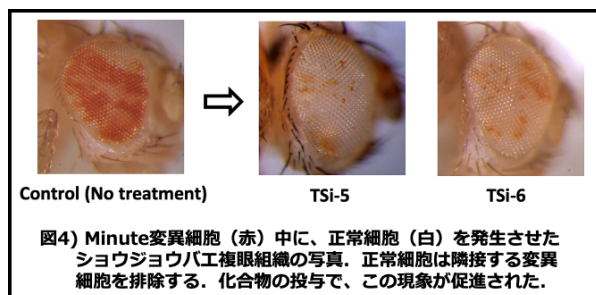 Control (No treatment)
TSi-5
TSi-6
図4) Minute変異細胞（赤）中に、正常細胞（白）を発生させた
ショウジョウバエ複眼組織の写真．正常細胞は隣接する変異
細胞を排除する．化合物の投与で、この現象が促進された．